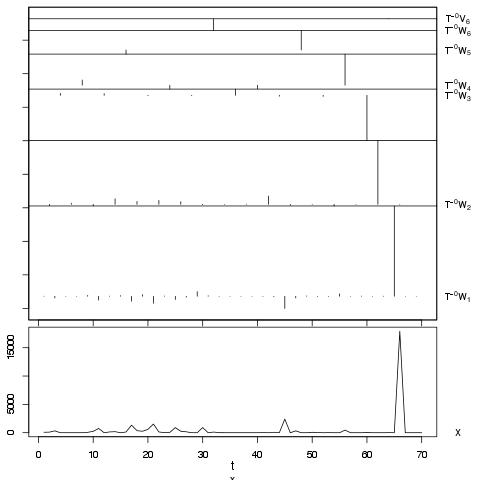 T⁻⁰V₆
T⁻⁰W₆
T⁻⁰W₅
T⁻⁰W₄
T⁻⁰W₃
T⁻⁰W₂
T⁻⁰W₁
0 5000 15000
X
0 10 20 30 40 50 60 70
t
x